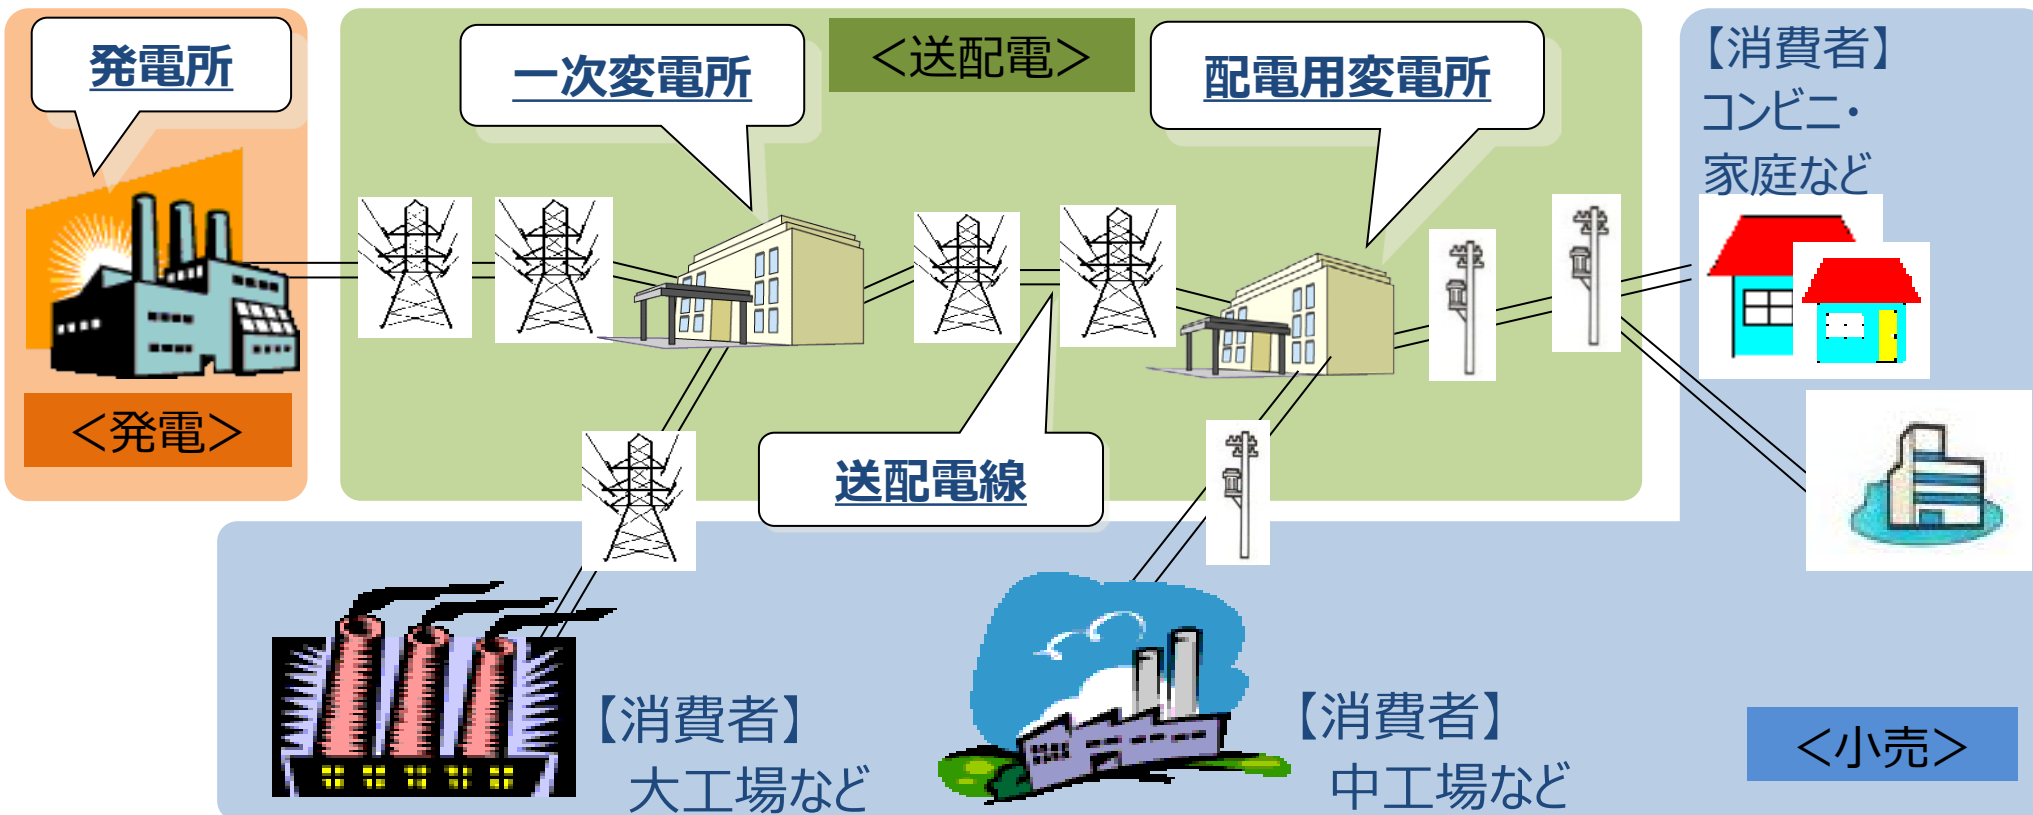 発電所
<発電>
<送配電>
一次変電所
配電用変電所
送配電線
【消費者】
コンビニ・
家庭など
【消費者】
大工場など
【消費者】
中工場など
<小売>